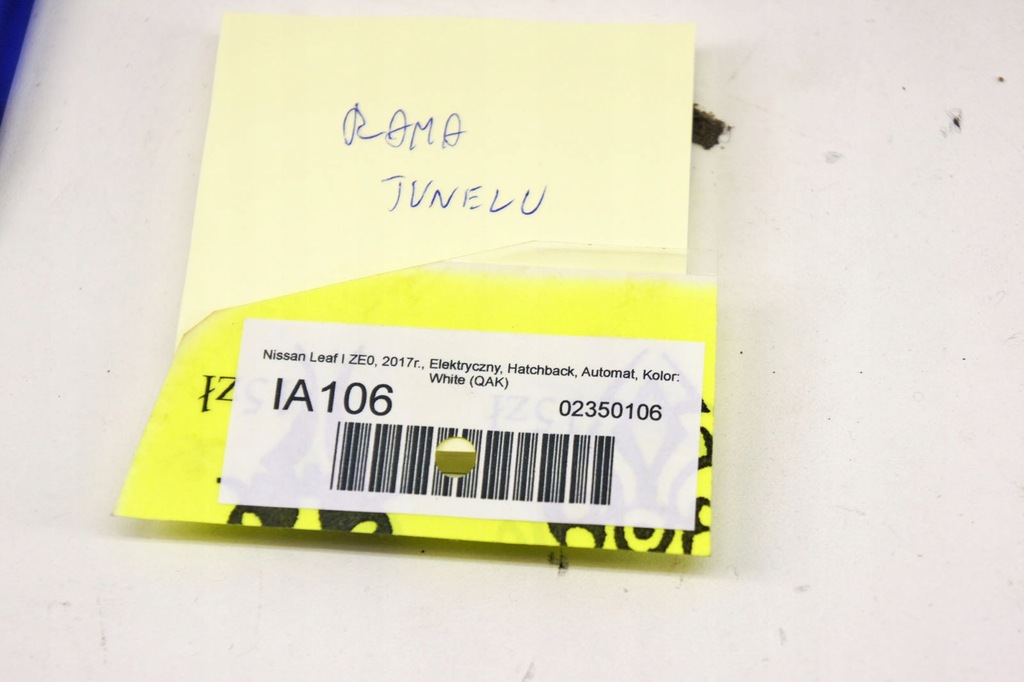 RAMA
TUNELU
Nissan Leaf I ZE0, 2017r., Elektryczny, Hatchback, Automat, Kolor:
White (QAK)
IA106
02350106